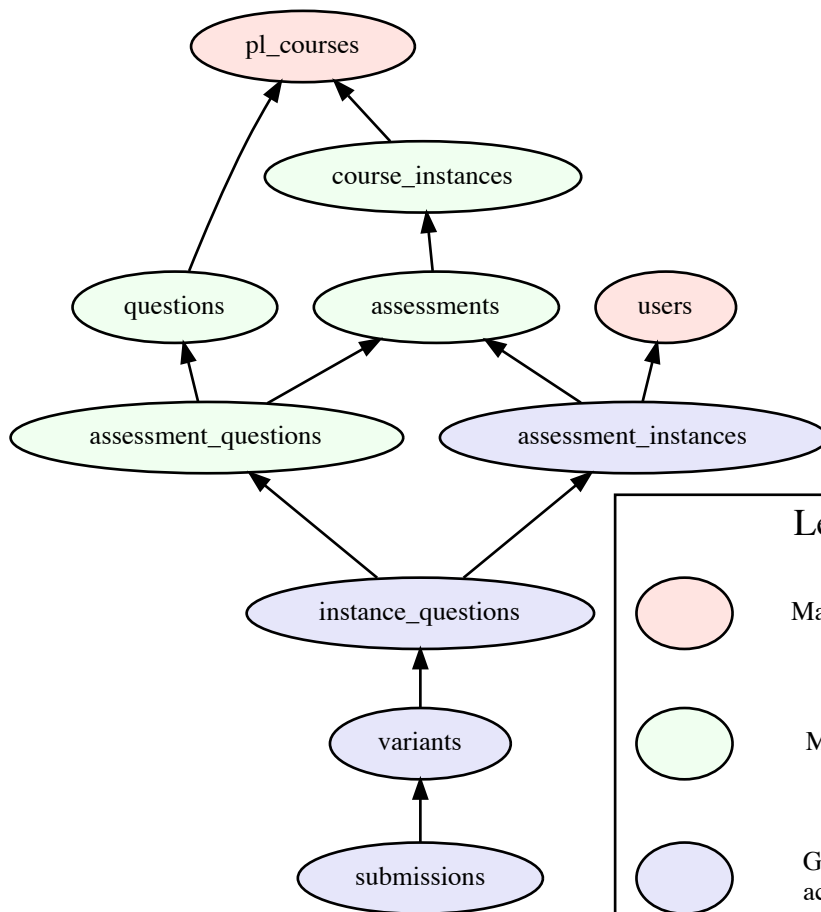 pl_courses
course_instances
questions
assessments
users
assessment_questions
assessment_instances
instance_questions
variants
submissions